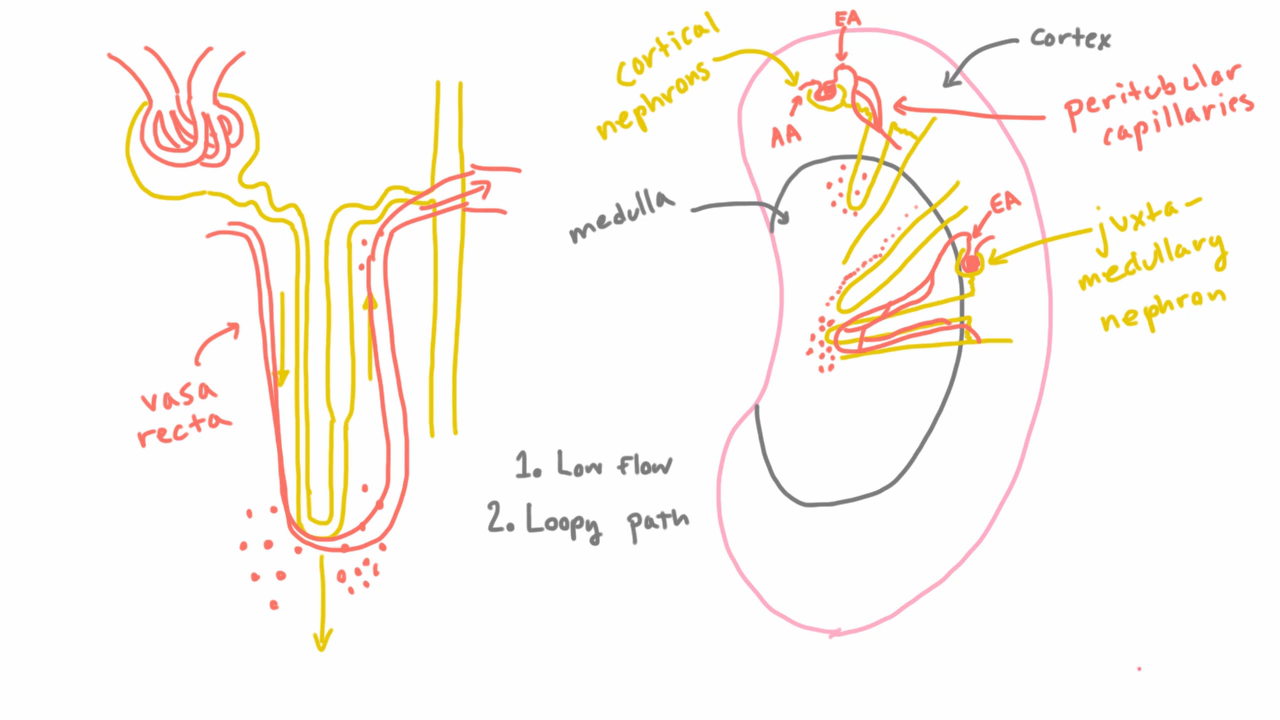 EA
cortical
nephrons
cortex
AA
peritubular
capillaries
medulla
EA
juxta-
medullary
nephron
vasa
recta
1. Low flow
2. Loopy path